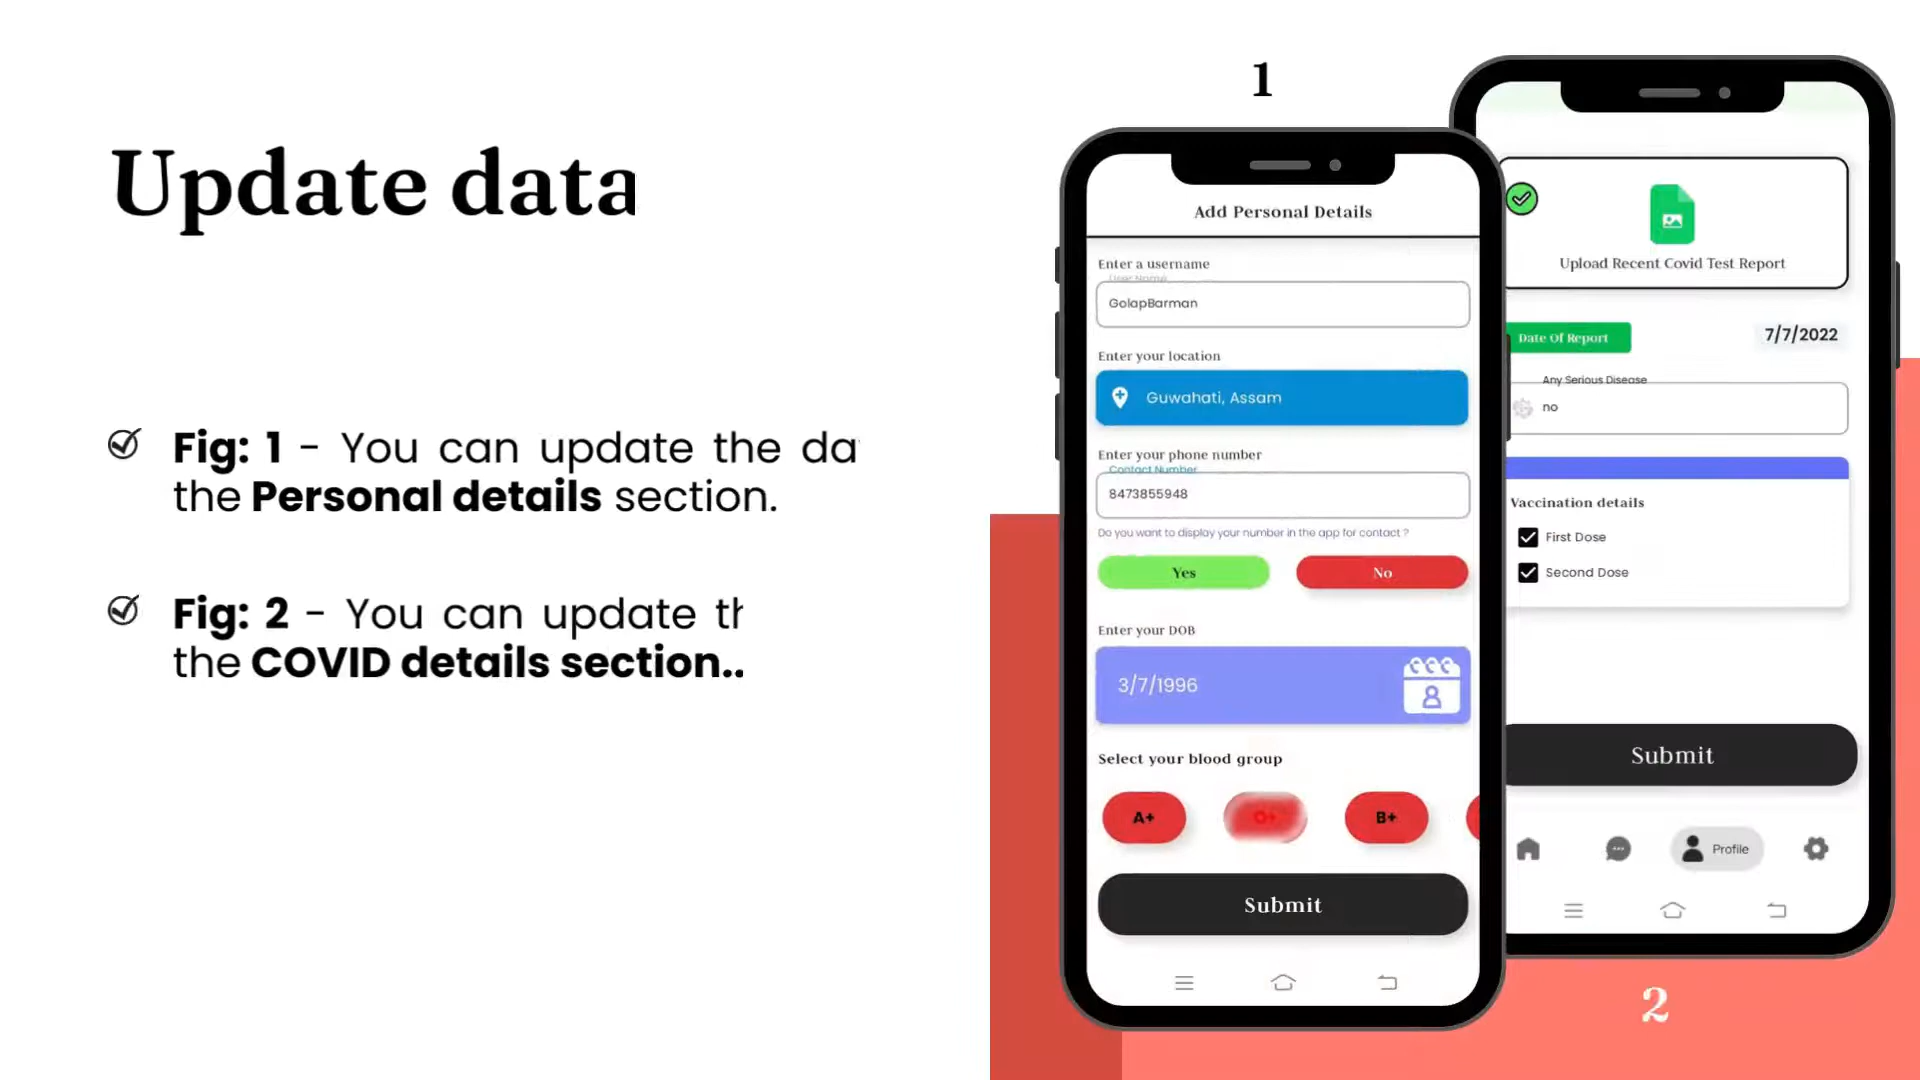 Update data
Fig: 1 - You can update the da
the Personal details section.
Fig: 2 - You can update th
the COVID details section..
1
Add Personal Details
Enter a username
User Name
GolapBarman
Enter your location
Guwahati, Assam
Enter your phone number
Contact Number
8473855948
Do you want to display your number in the app for contact ?
Yes No
Enter your DOB
3/7/1996
Select your blood group
A+ O+ B+
Submit
Upload Recent Covid Test Report
Date Of Report 7/7/2022
Any Serious Disease
no
Vaccination details
First Dose
Second Dose
Submit
Profile
2